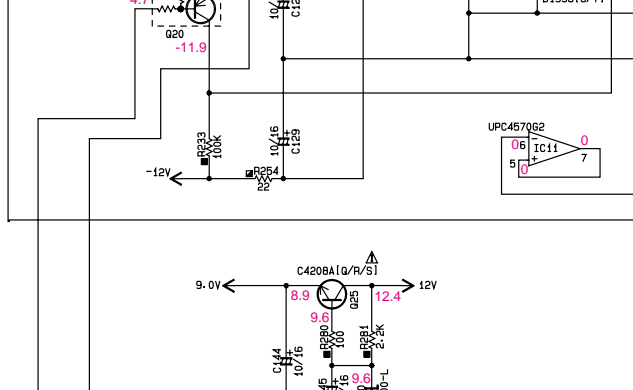 4.7
10/16
C12
Q20
-11.9
R233
100K
10/16
C129
-12V
R254
22
UPC4570G2
0
6
-
IC11
0
7
5
+
0
C4208A[Q/R/S]
9.0V
12V
8.9
Q25
12.4
9.6
R280
100
R281
2.2K
C144
10/16
9.6